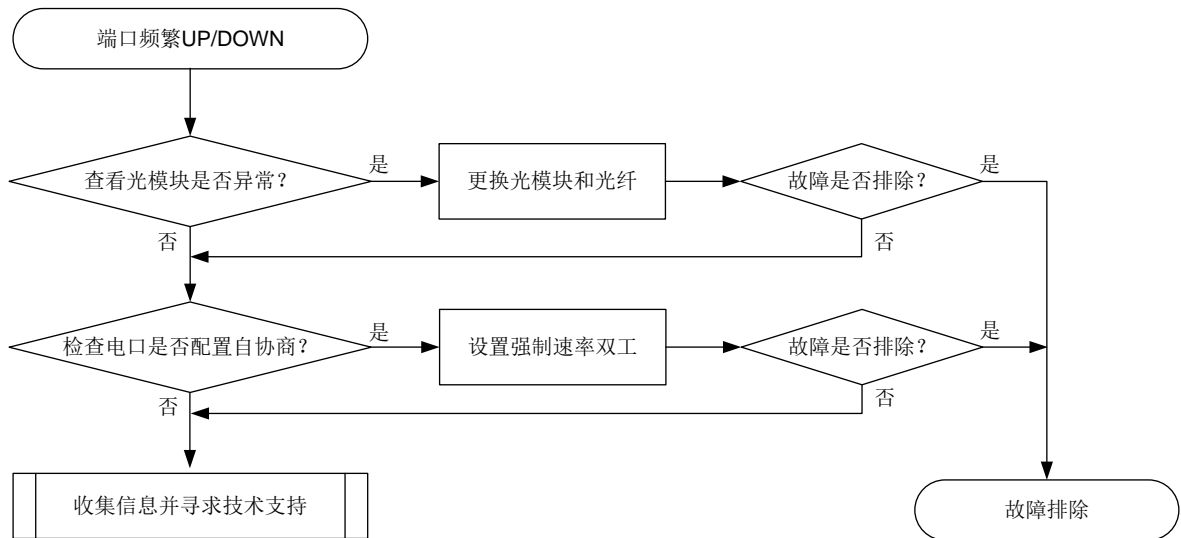 端口频繁UP/DOWN
查看光模块是否异常?
是
更换光模块和光纤
故障是否排除?
是
否
否
检查电口是否配置自协商?
是
设置强制速率双工
故障是否排除?
是
否
否
收集信息并寻求技术支持
故障排除